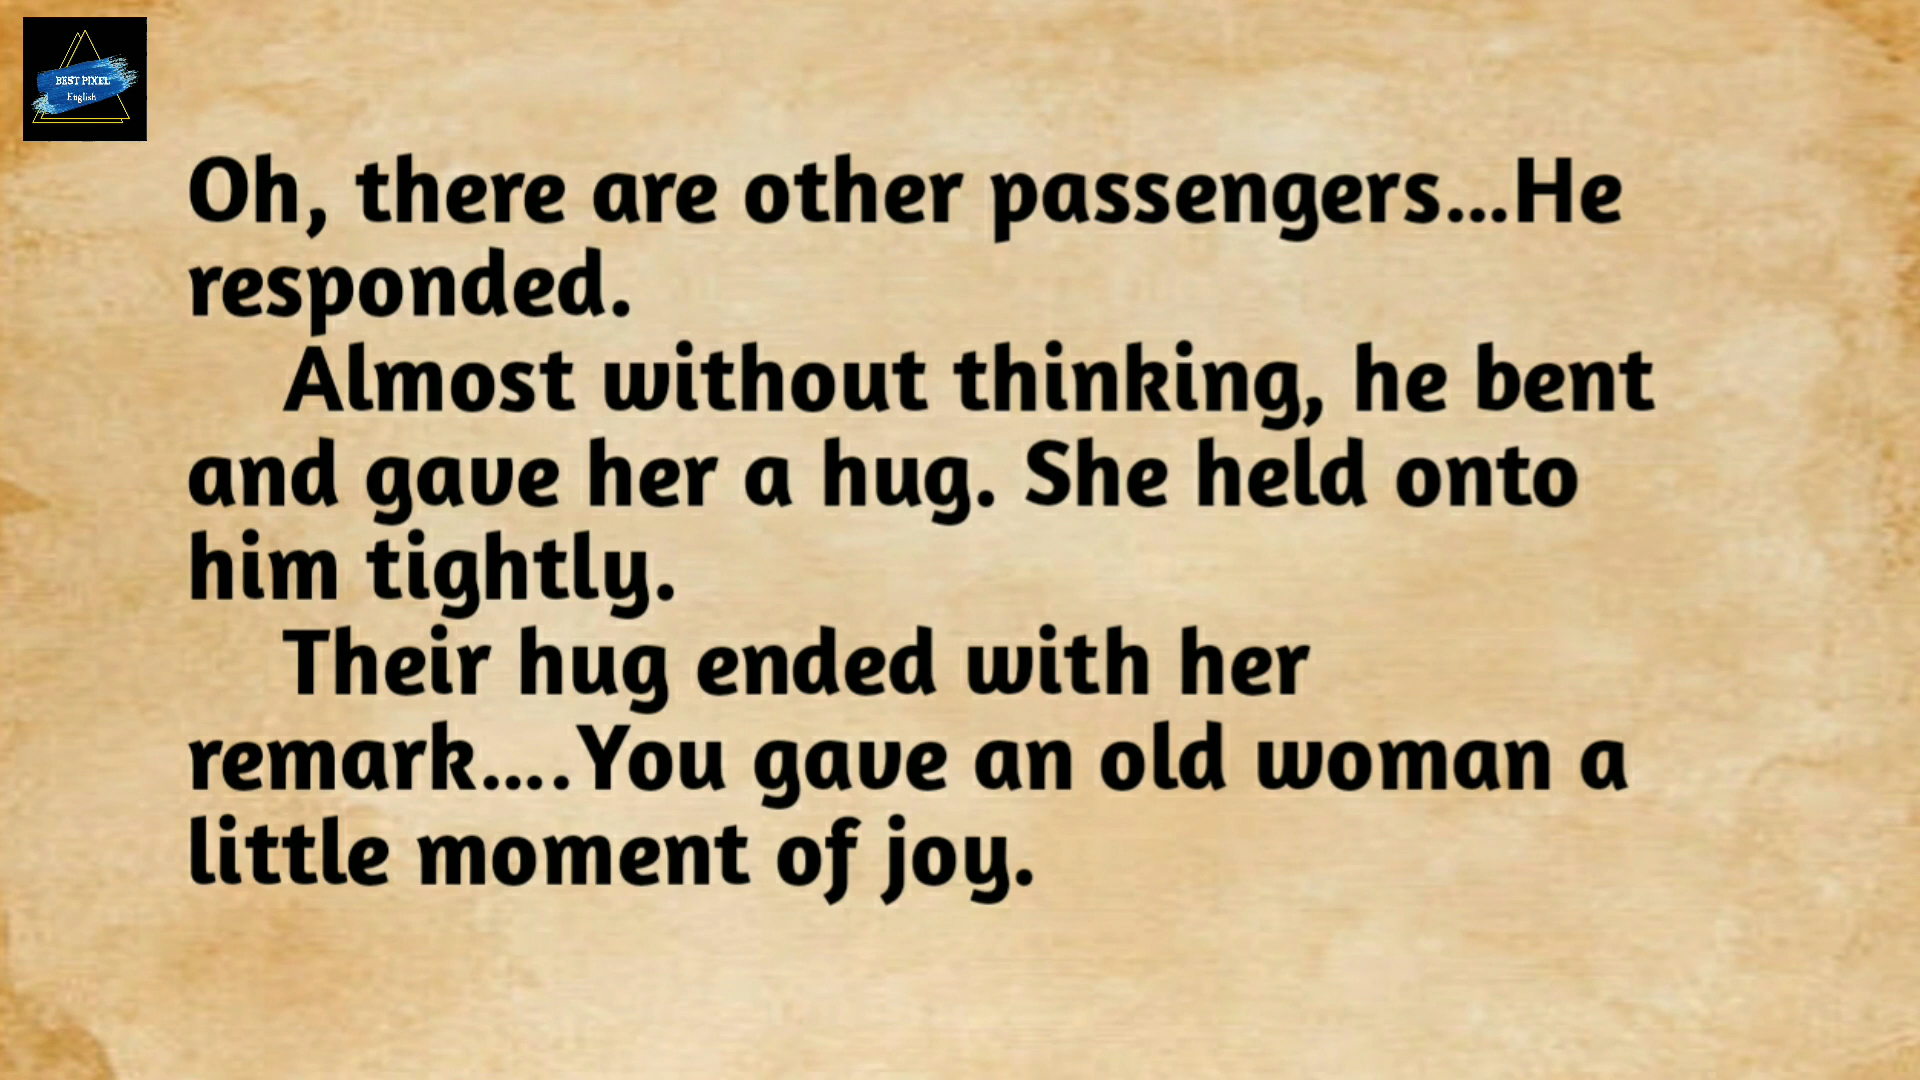 BEST PIXEL
English
Oh, there are other passengers...He
responded.
Almost without thinking, he bent
and gave her a hug. She held onto
him tightly.
Their hug ended with her
remark....You gave an old woman a
little moment of joy.